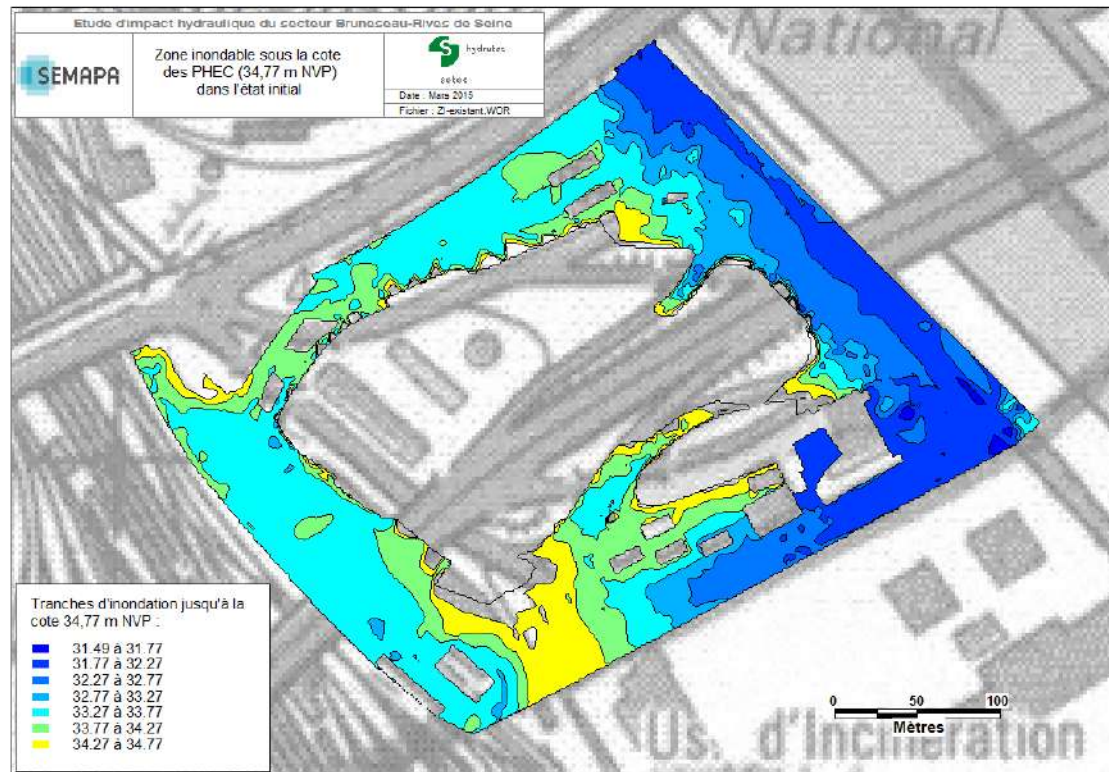 Etude d'impact hydraulique du secteur Bruneseau-Rives de Seine
SEMAPA
Zone inondable sous la cote
des PHEC (34,77 m NVP)
dans l'état initial
hydratec
setec
Date : Mars 2015
Fichier : ZI-existant.WOR
National
Tranches d'inondation jusqu'à la
cote 34,77 m NVP :
31.49 à 31.77
31.77 à 32.27
32.27 à 32.77
32.77 à 33.27
33.27 à 33.77
33.77 à 34.27
34.27 à 34.77
0 50 100
Mètres
Us. d'Incinération